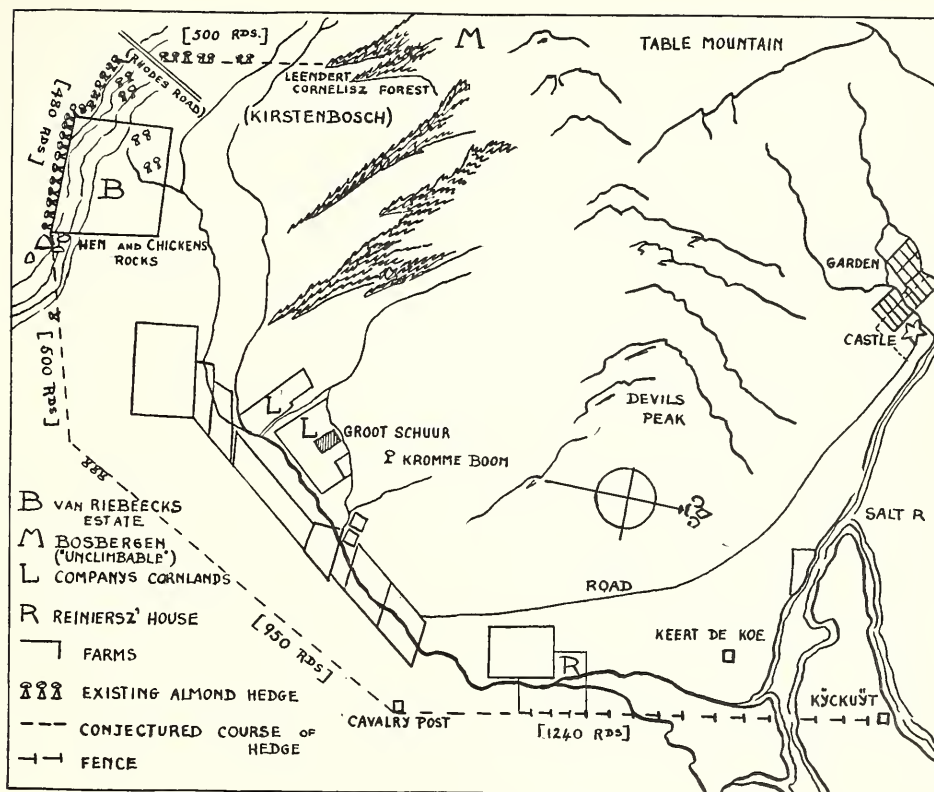 [500 RDS.]
M
TABLE MOUNTAIN
(RHODES ROAD)
LEENDERT
CORNELISZ FOREST
(KIRSTENBOSCH)
[480 RDS]
B
HEN AND CHICKENS
ROCKS
[500 RDS]
GARDEN
CASTLE
DEVILS
PEAK
L
L
GROOT SCHUUR
KROMME BOOM
SALT R
ROAD
KEERT DE KOE
R
KŸCKUŸT
CAVALRY POST
[1240 RDS]
[950 RDS]
B VAN RIEBEECKS
ESTATE
M BOSBERGEN
("UNCLIMBABLE")
L COMPANYS CORNLANDS
R REINIERSZ' HOUSE
FARMS
EXISTING ALMOND HEDGE
CONJECTURED COURSE OF
HEDGE
FENCE